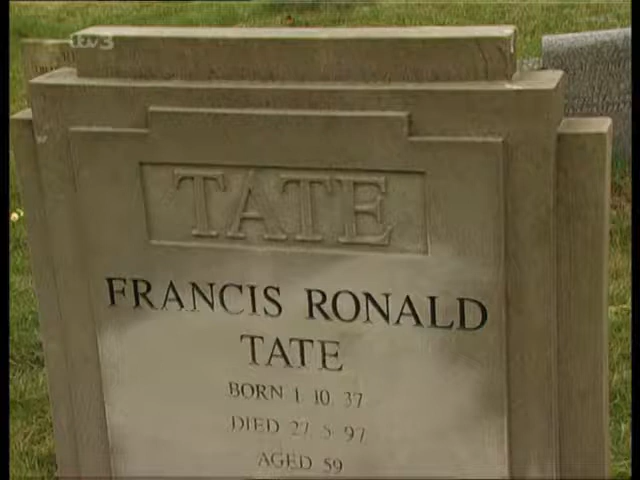 itv3
TATE
FRANCIS RONALD
TATE
BORN 1. 10. 37
DIED 27. 5. 97
AGED 59